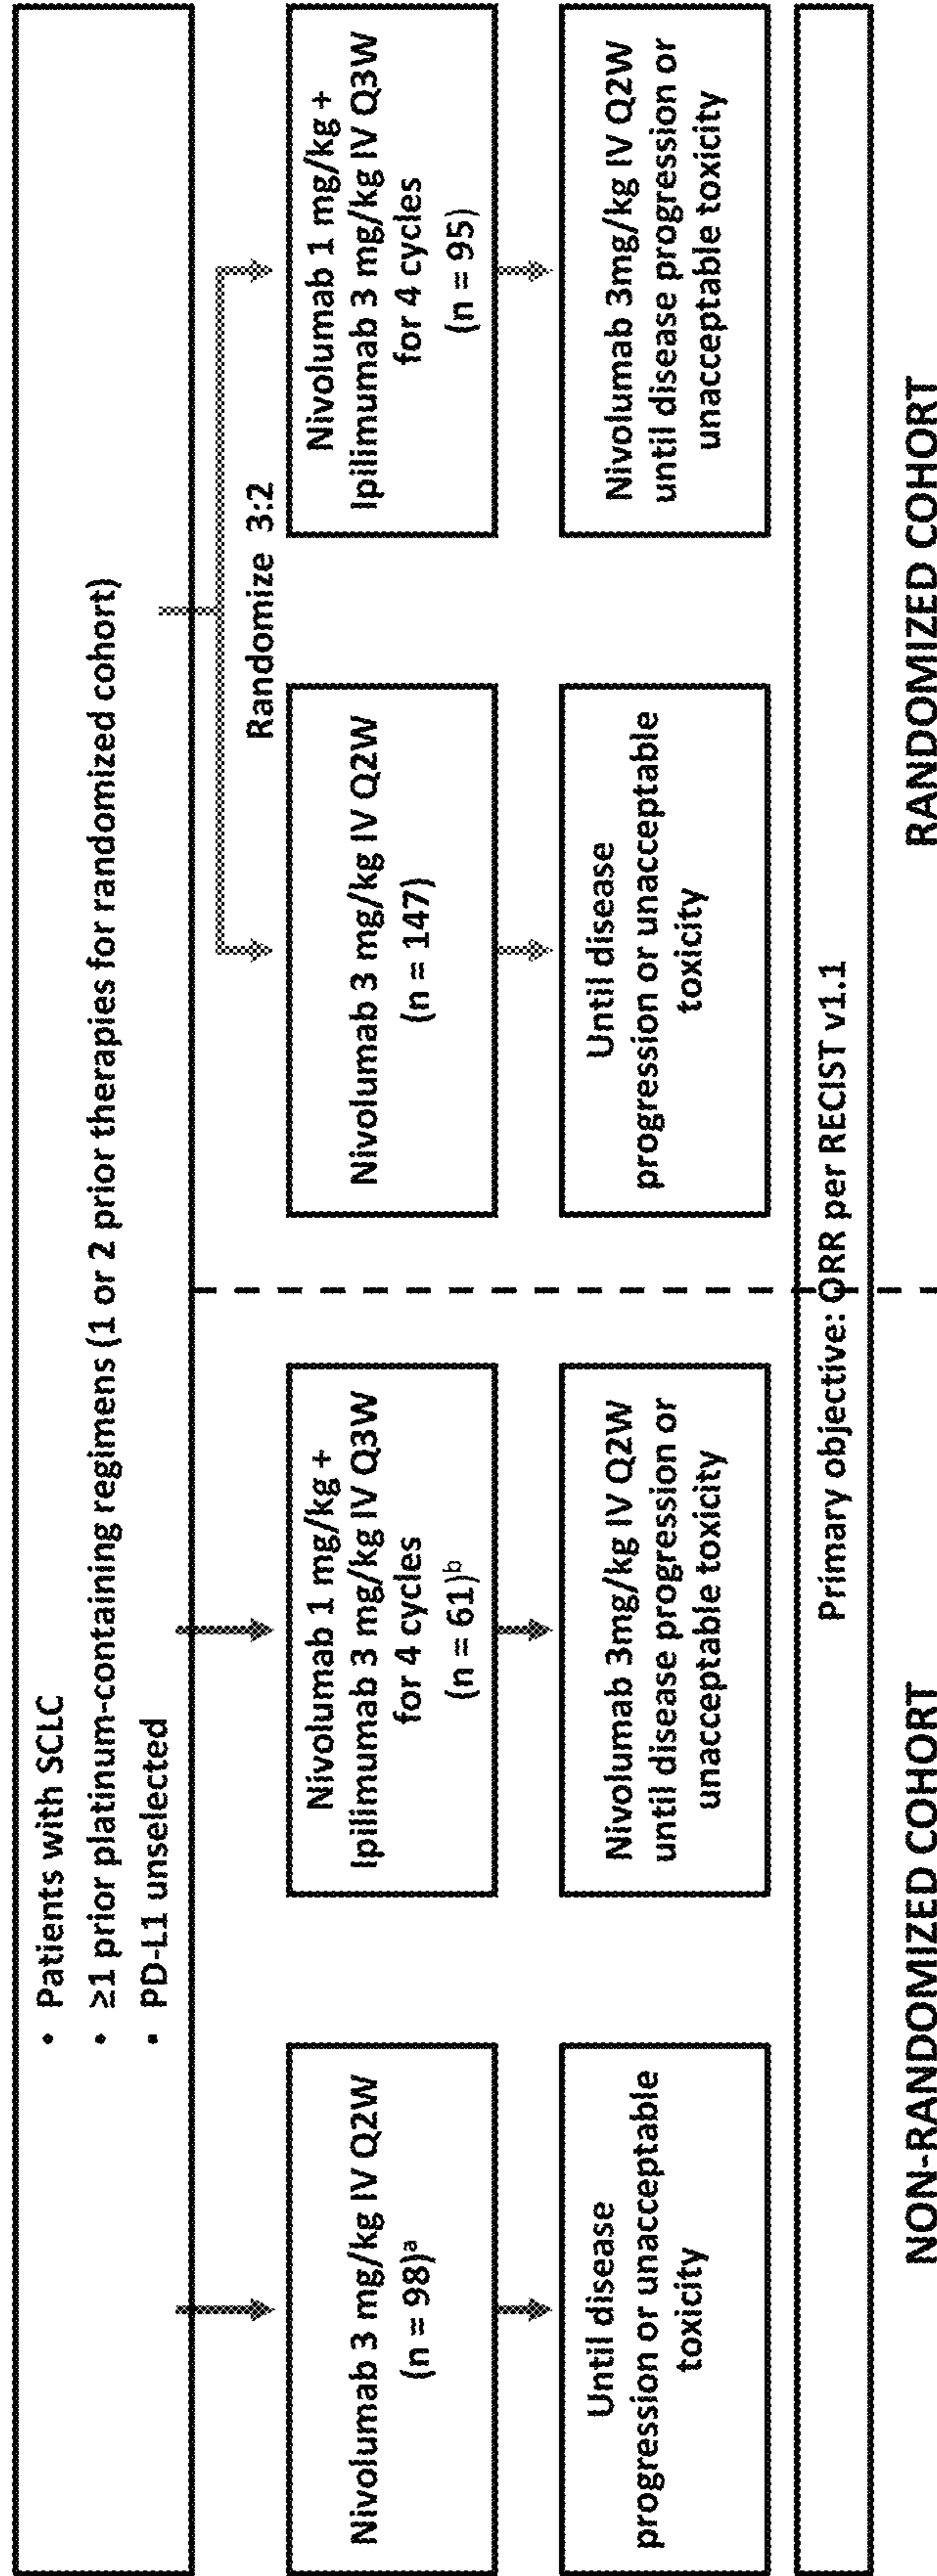 • Patients with SCLC
• ≥1 prior platinum-containing regimens (1 or 2 prior therapies for randomized cohort)
• PD-L1 unselected
Nivolumab 3 mg/kg IV Q2W
(n = 98)ᵃ
Until disease
progression or unacceptable
toxicity
Nivolumab 1 mg/kg +
Ipilimumab 3 mg/kg IV Q3W
for 4 cycles
(n = 61)ᵇ
Nivolumab 3mg/kg IV Q2W
until disease progression or
unacceptable toxicity
Randomize 3:2
Nivolumab 3 mg/kg IV Q2W
(n = 147)
Until disease
progression or unacceptable
toxicity
Nivolumab 1 mg/kg +
Ipilimumab 3 mg/kg IV Q3W
for 4 cycles
(n = 95)
Nivolumab 3mg/kg IV Q2W
until disease progression or
unacceptable toxicity
Primary objective: ORR per RECIST v1.1
NON-RANDOMIZED COHORT
RANDOMIZED COHORT